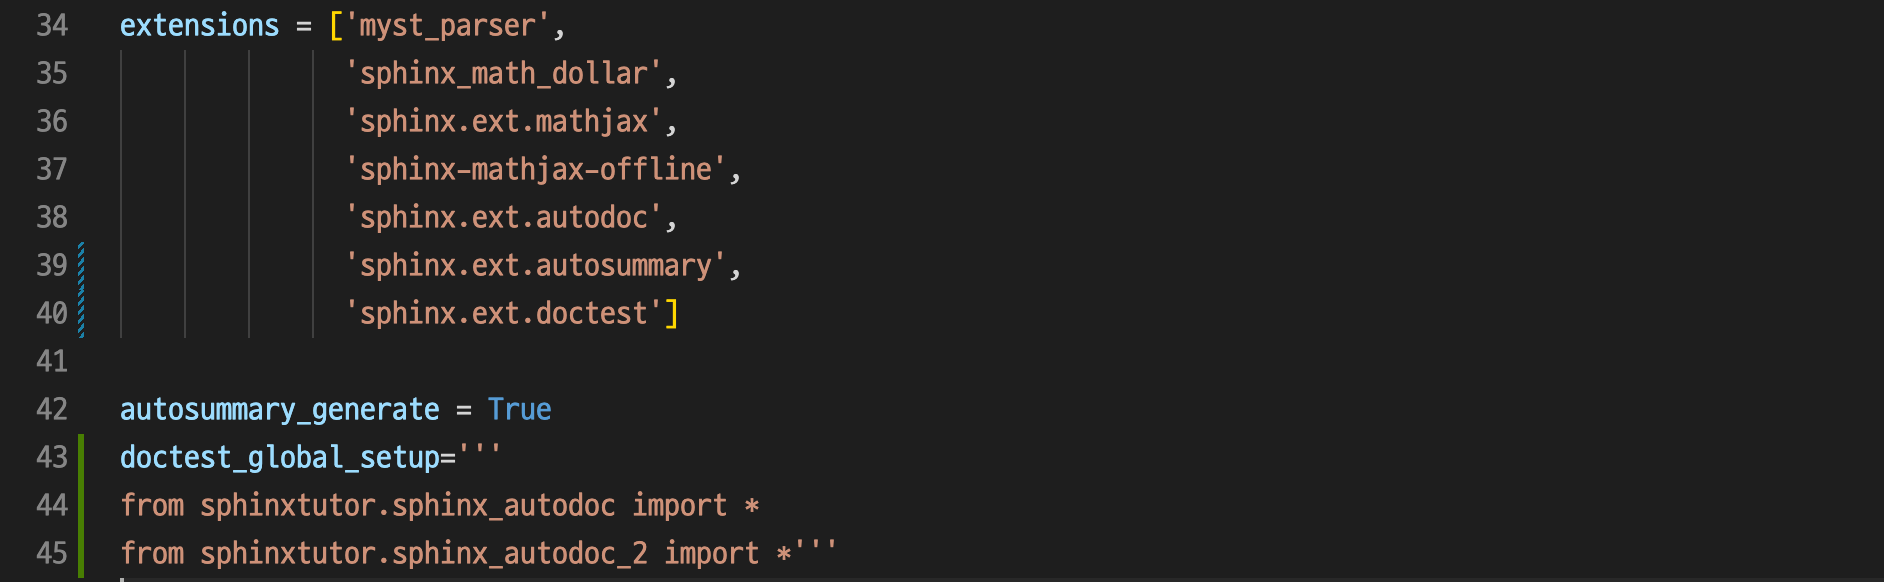 34 extensions = ['myst_parser',
35 'sphinx_math_dollar',
36 'sphinx.ext.mathjax',
37 'sphinx-mathjax-offline',
38 'sphinx.ext.autodoc',
39 'sphinx.ext.autosummary',
40 'sphinx.ext.doctest']
41
42 autosummary_generate = True
43 doctest_global_setup='''
44 from sphinxtutor.sphinx_autodoc import *
45 from sphinxtutor.sphinx_autodoc_2 import *'''